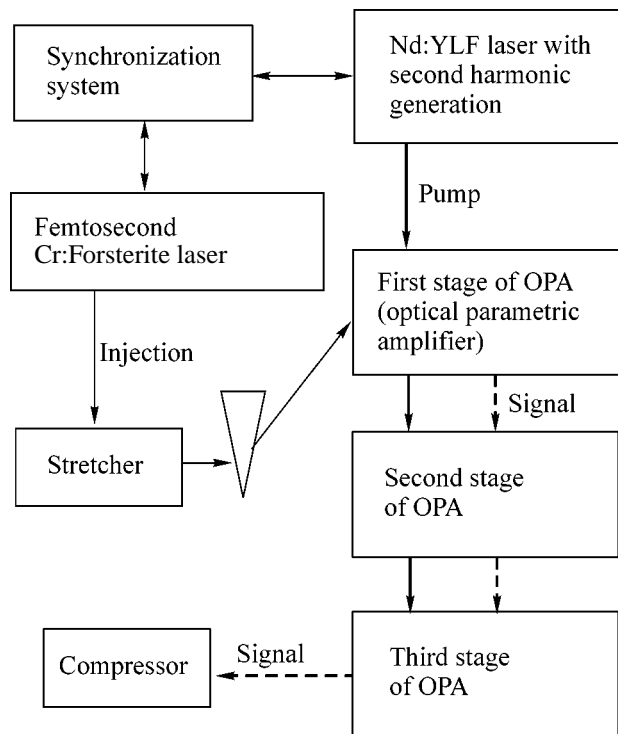 Synchronization
system
Nd:YLF laser with
second harmonic
generation
Pump
Femtosecond
Cr:Forsterite laser
First stage of OPA
(optical parametric
amplifier)
Injection
Signal
Stretcher
Second stage
of OPA
Compressor
Signal
Third stage
of OPA